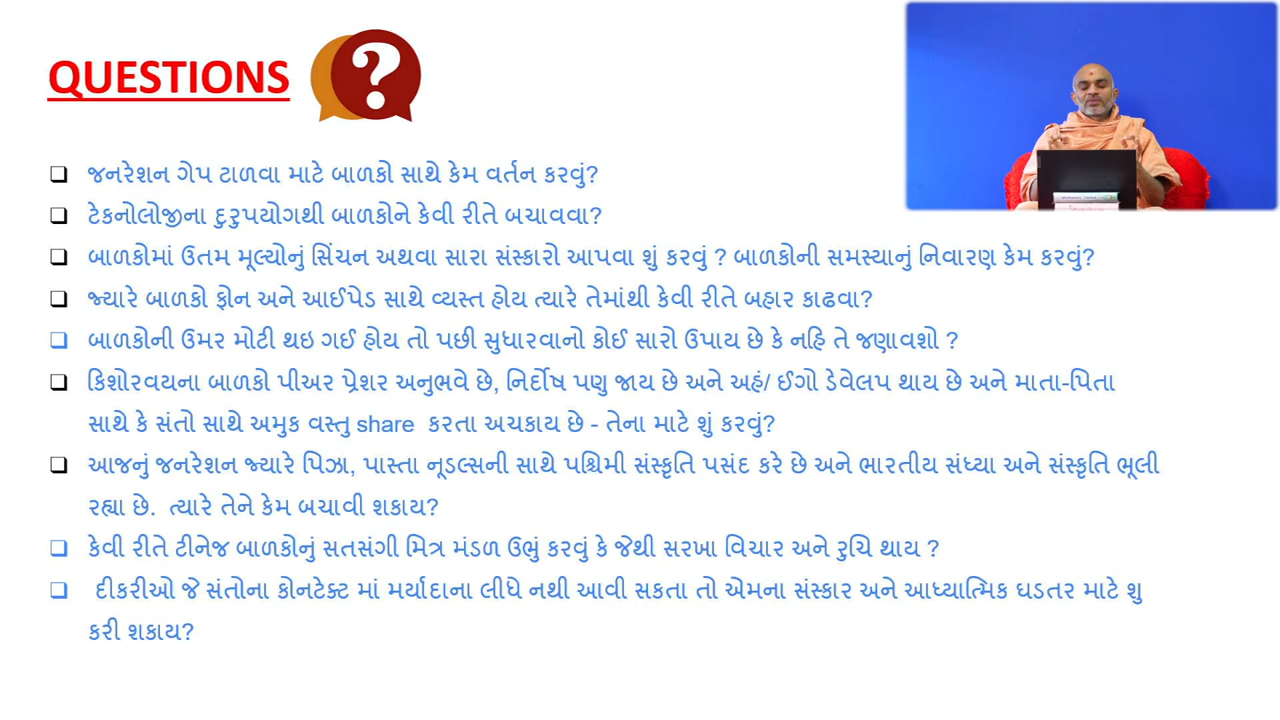 QUESTIONS
?
જનરેશન ગેપ ટાળવા માટે બાળકો સાથે કેમ વર્તન કરવું?
ટેકનોલોજીના દુરુપયોગથી બાળકોને કેવી રીતે બચાવવા?
બાળકોમાં ઉતમ મૂલ્યોનું સિંચન અથવા સારા સંસ્કારો આપવા શું કરવું ? બાળકોની સમસ્યાનું નિવારણ કેમ કરવું?
જ્યારે બાળકો ફોન અને આઈપેડ સાથે વ્યસ્ત હોય ત્યારે તેમાંથી કેવી રીતે બહાર કાઢવા?
બાળકોની ઉમર મોટી થઇ ગઈ હોય તો પછી સુધારવાનો કોઈ સારો ઉપાય છે કે નહિ તે જણાવશો ?
કિશોરવયના બાળકો પીઅર પ્રેશર અનુભવે છે, નિર્દોષ પણુ જાય છે અને અહં/ ઈગો ડેવેલપ થાય છે અને માતા-પિતા
સાથે કે સંતો સાથે અમુક વસ્તુ share કરતા અચકાય છે - તેના માટે શું કરવું?
આજનું જનરેશન જ્યારે પિઝા, પાસ્તા નૂડલ્સની સાથે પશ્ચિમી સંસ્કૃતિ પસંદ કરે છે અને ભારતીય સંધ્યા અને સંસ્કૃતિ ભૂલી
રહ્યા છે. ત્યારે તેને કેમ બચાવી શકાય?
કેવી રીતે ટીનેજ બાળકોનું સતસંગી મિત્ર મંડળ ઉભું કરવું કે જેથી સરખા વિચાર અને રુચિ થાય ?
દીકરીઓ જે સંતોના કોનટેક્ટ માં મર્યાદાના લીધે નથી આવી સકતા તો એમના સંસ્કાર અને આધ્યાત્મિક ઘડતર માટે શુ
કરી શકાય?